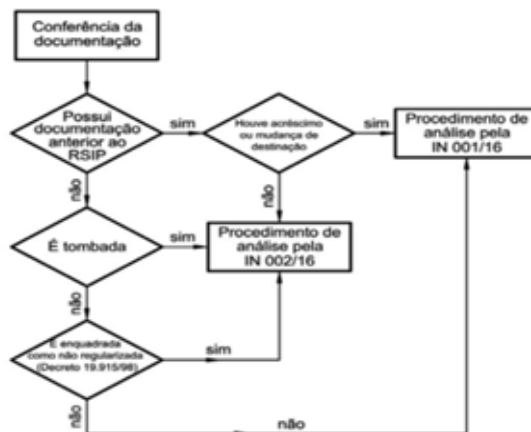 Conferência da
documentação
Possui
documentação
anterior ao
RSIP
sim
Houve acréscimo
ou mudança de
destinação
sim
Procedimento de
análise pela
IN 001/16
não
não
É tombada
sim
Procedimento de
análise pela
IN 002/16
não
não
É enquadrada
como não regularizada
(Decreto 19.915/98)
sim
não
não